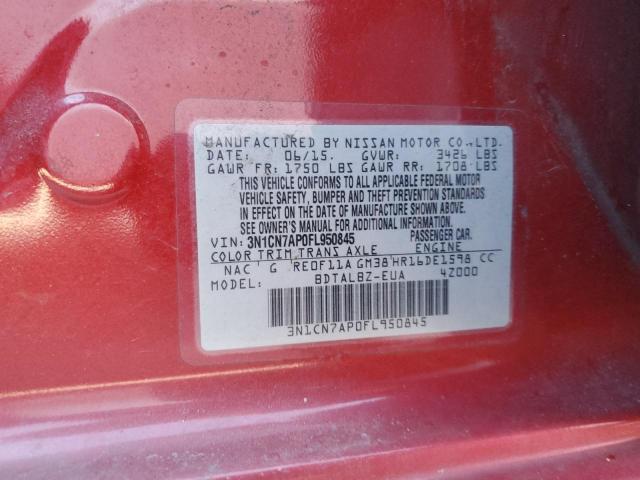 MANUFACTURED BY NISSAN MOTOR CO.,LTD.
DATE: 06/15. GVWR: 3426 LBS
GAWR FR: 1750 LBS GAWR RR: 1708 LBS
THIS VEHICLE CONFORMS TO ALL APPLICABLE FEDERAL MOTOR
VEHICLE SAFETY, BUMPER AND THEFT PREVENTION STANDARDS
IN EFFECT ON THE DATE OF MANUFACTURE SHOWN ABOVE.
SEE OWNER'S MANUAL FOR ADDITIONAL INFORMATION.
VIN: 3N1CN7AP0FL950845 PASSENGER CAR.
COLOR TRIM TRANS AXLE ENGINE
NAC G RE0F11A GM38 HR16DE1598 CC
BDTALBZ-EUA 4Z000
3N1CN7AP0FL950845